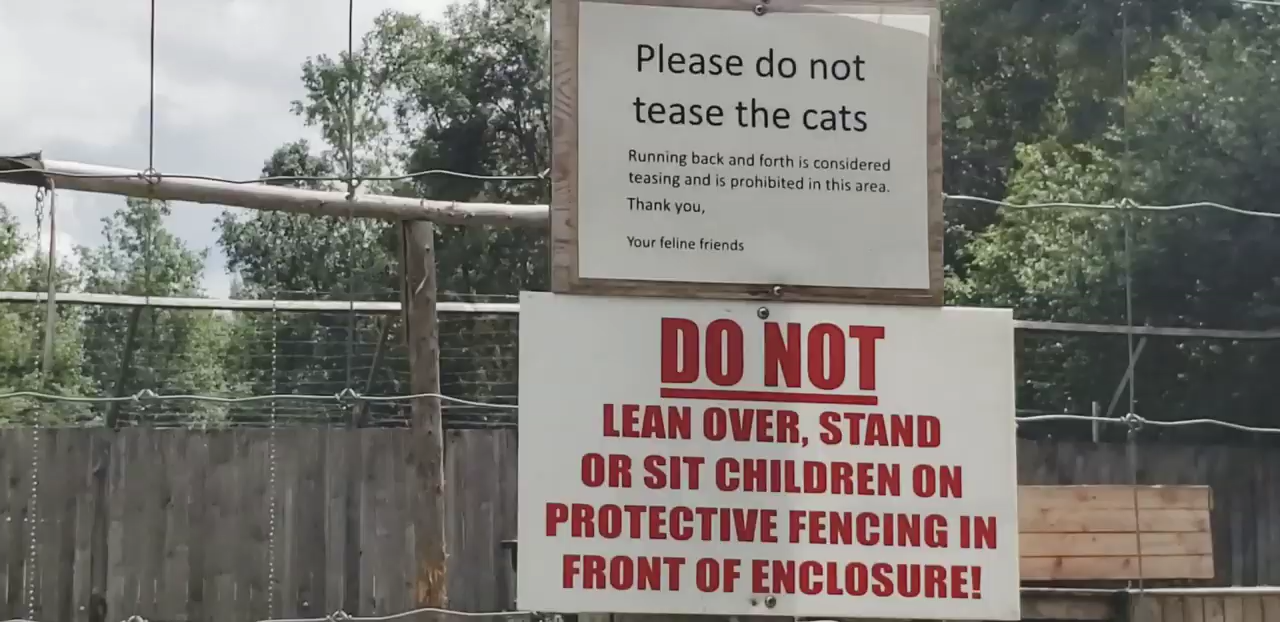 Please do not
tease the cats
Running back and forth is considered
teasing and is prohibited in this area.
Thank you,
Your feline friends
DO NOT
LEAN OVER, STAND
OR SIT CHILDREN ON
PROTECTIVE FENCING IN
FRONT OF ENCLOSURE!